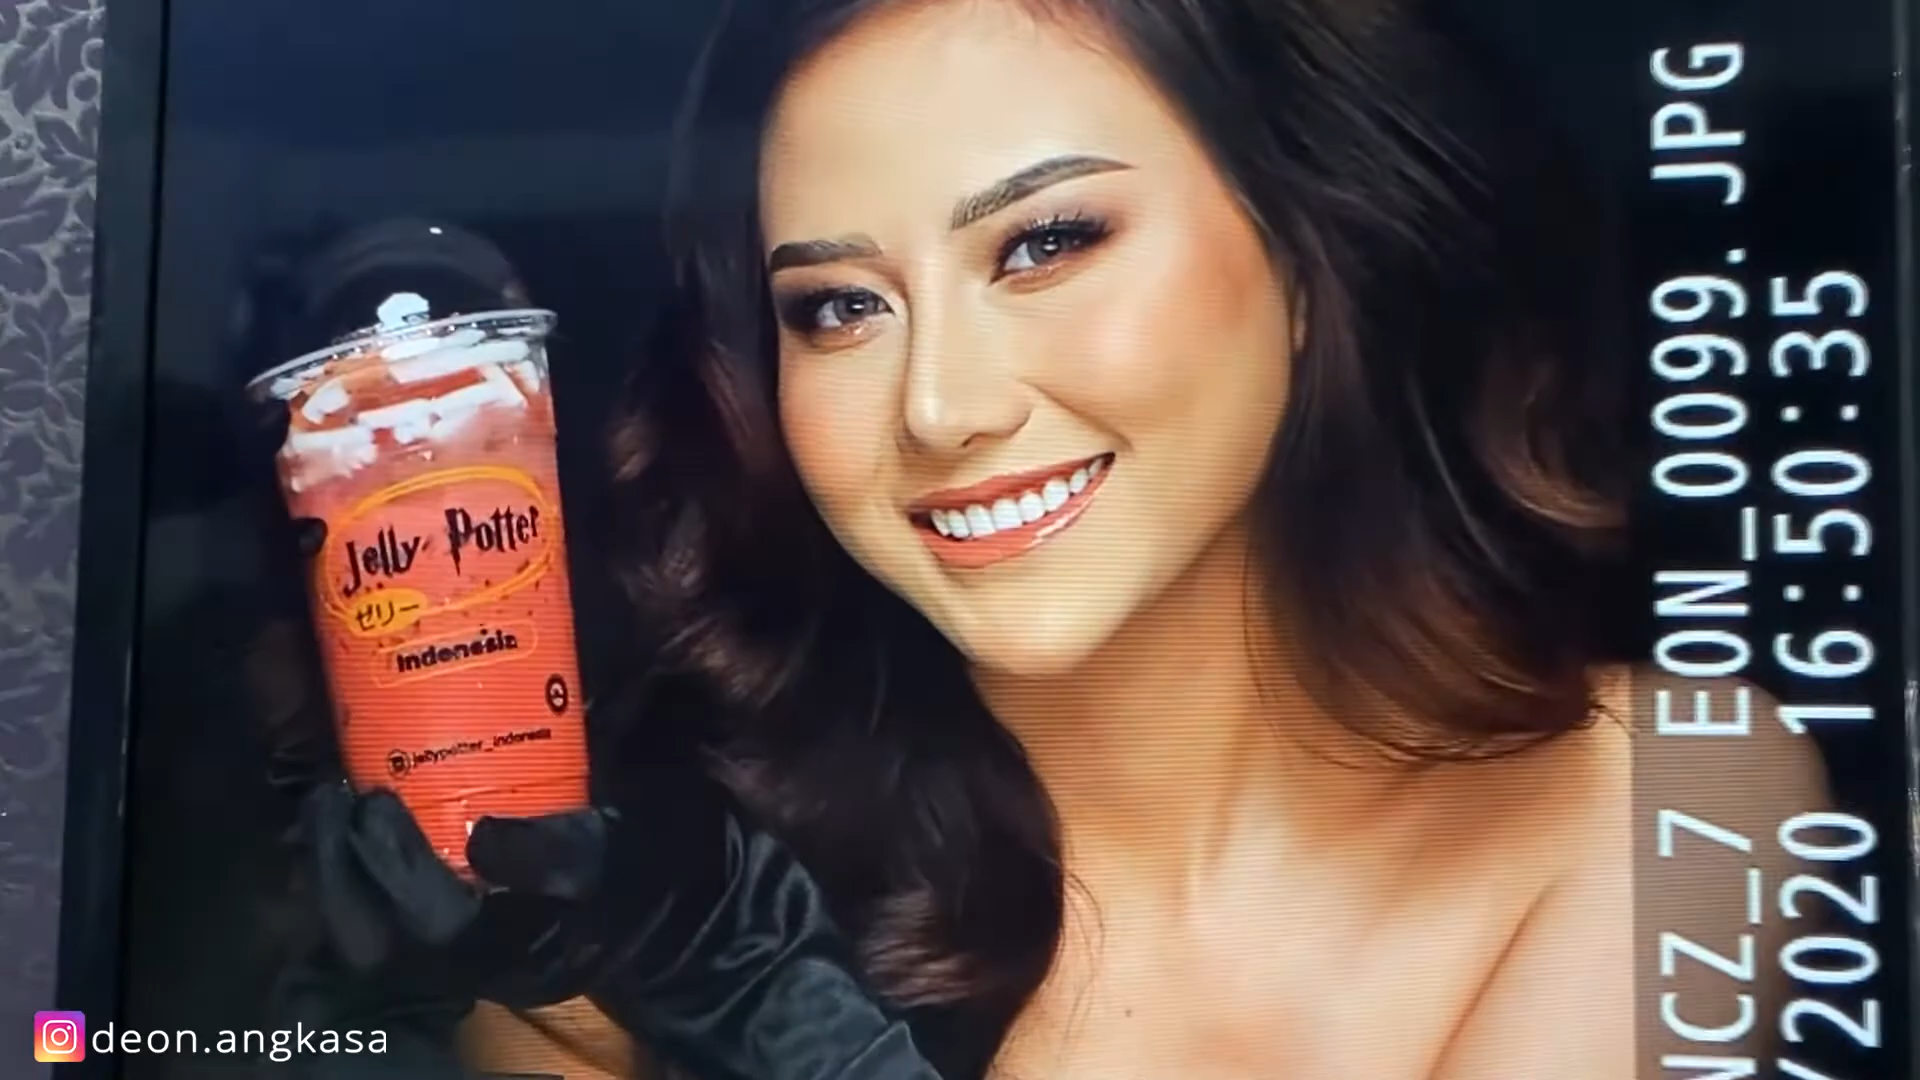 Jelly Potter
ゼリー
Indonesia
jellypotter_indonesia
NCZ_7 EON_0099.JPG
/2020 16:50:35
deon.angkasa